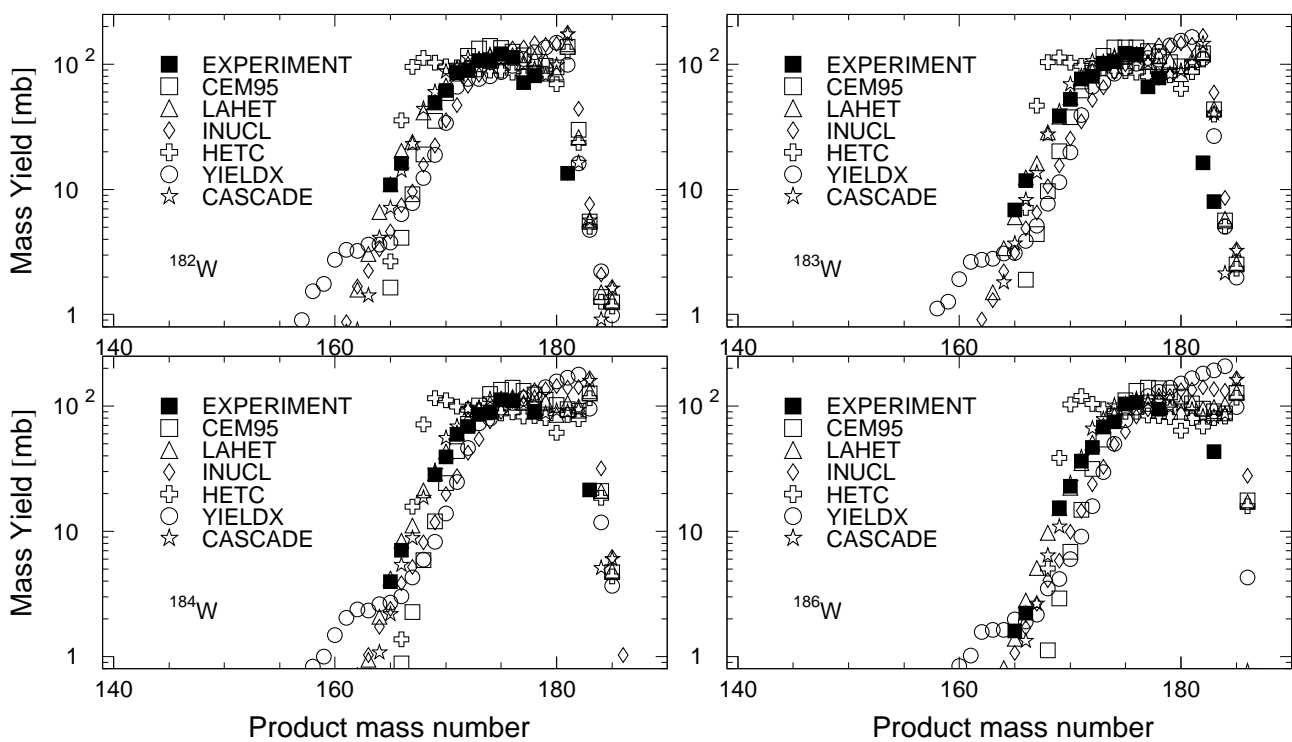 Mass Yield [mb]
10 2
10
1
EXPERIMENT
CEM95
LAHET
INUCL
HETC
YIELDX
CASCADE
182W
140
160
180
10 2
10
1
EXPERIMENT
CEM95
LAHET
INUCL
HETC
YIELDX
CASCADE
183W
140
160
180
Mass Yield [mb]
10 2
10
1
EXPERIMENT
CEM95
LAHET
INUCL
HETC
YIELDX
CASCADE
184W
140
160
180
Product mass number
10 2
10
1
EXPERIMENT
CEM95
LAHET
INUCL
HETC
YIELDX
CASCADE
186W
140
160
180
Product mass number